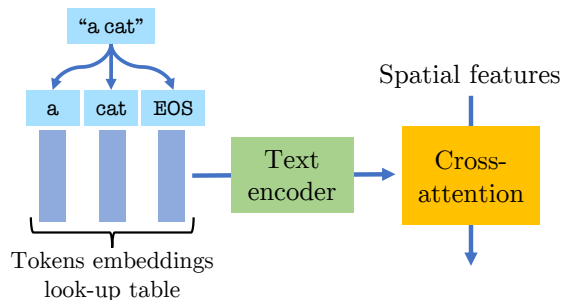 “a cat”
a
cat
EOS
Tokens embeddings
look-up table
Text
encoder
Spatial features
Cross-
attention